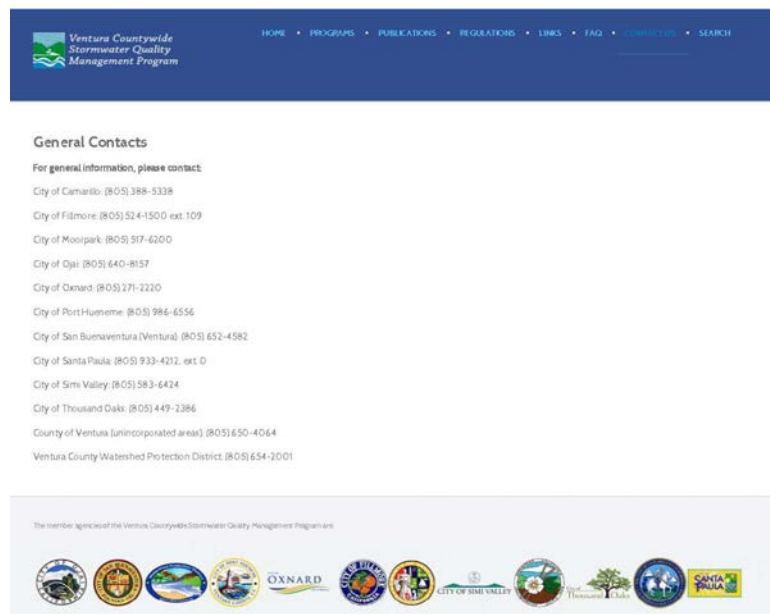 Ventura Countywide
Stormwater Quality
Management Program
HOME • PROGRAMS • PUBLICATIONS • REGULATIONS • LINKS • FAQ • CONTACT US • SEARCH
General Contacts
For general information, please contact:
City of Camarillo: (805) 388-5338
City of Fillmore: (805) 524-1500 ext. 109
City of Moorpark: (805) 517-6200
City of Ojai: (805) 640-8157
City of Oxnard: (805) 271-2220
City of Port Hueneme: (805) 986-6556
City of San Buenaventura (Ventura): (805) 652-4582
City of Santa Paula: (805) 933-4212, ext. 0
City of Simi Valley: (805) 583-6424
City of Thousand Oaks: (805) 449-2386
County of Ventura (unincorporated areas): (805) 650-4064
Ventura County Watershed Protection District: (805) 654-2001
The member agencies of the Ventura Countywide Stormwater Quality Management Program are:
OXNARD
CITY OF FILLMORE
CALIFORNIA
CITY OF SIMI VALLEY
Thousand Oaks
SANTA
PAULA